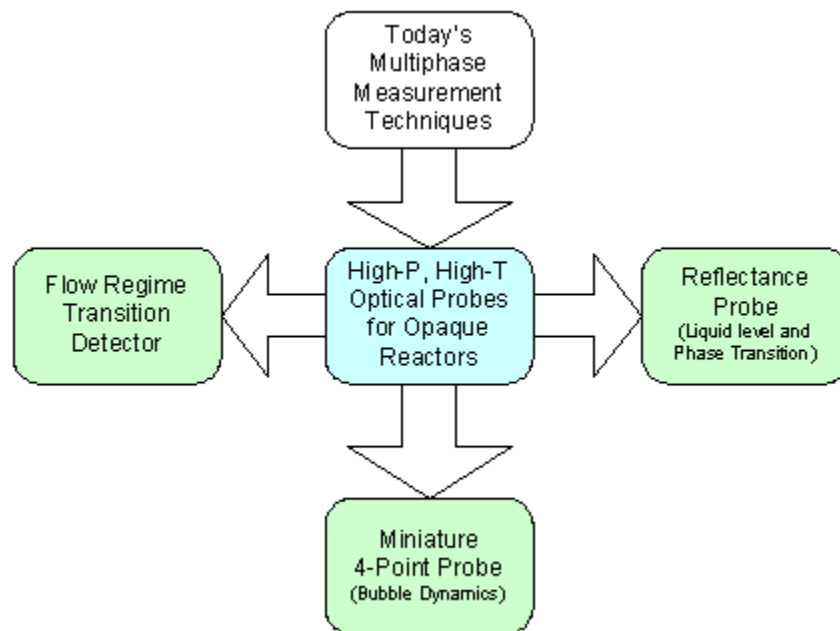 Today's
Multiphase
Measurement
Techniques
Flow Regime
Transition
Detector
High-P, High-T
Optical Probes
for Opaque
Reactors
Reflectance
Probe
(Liquid level and
Phase Transition)
Miniature
4-Point Probe
(Bubble Dynamics)